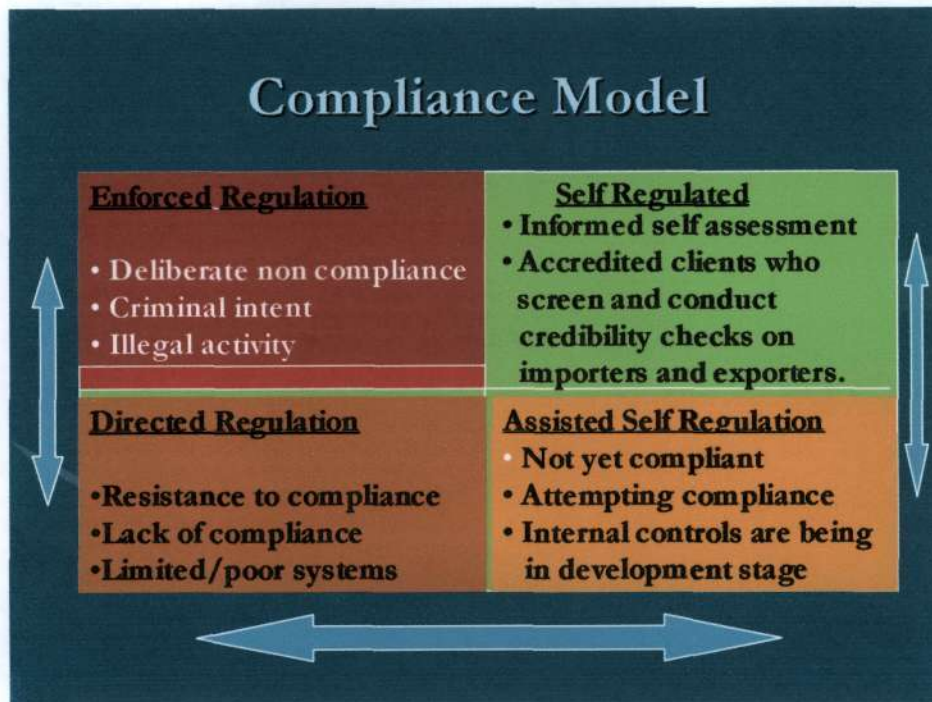 Compliance Model
Enforced Regulation
• Deliberate non compliance
• Criminal intent
• Illegal activity
Self Regulated
• Informed self assessment
• Accredited clients who
screen and conduct
credibility checks on
importers and exporters.
Directed Regulation
•Resistance to compliance
•Lack of compliance
•Limited/poor systems
Assisted Self Regulation
• Not yet compliant
• Attempting compliance
• Internal controls are being
in development stage